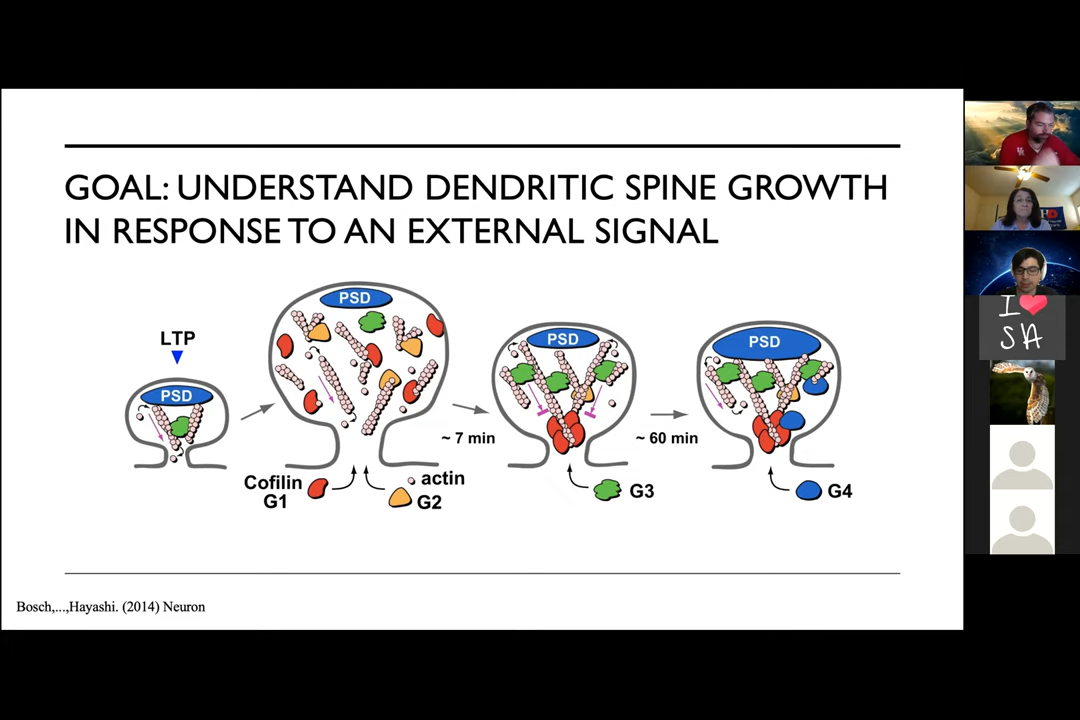 GOAL: UNDERSTAND DENDRITIC SPINE GROWTH
IN RESPONSE TO AN EXTERNAL SIGNAL
LTP
PSD
PSD
PSD
PSD
~ 7 min
~ 60 min
Cofilin
G1
actin
G2
G3
G4
Bosch,...,Hayashi. (2014) Neuron
I ❤
SA